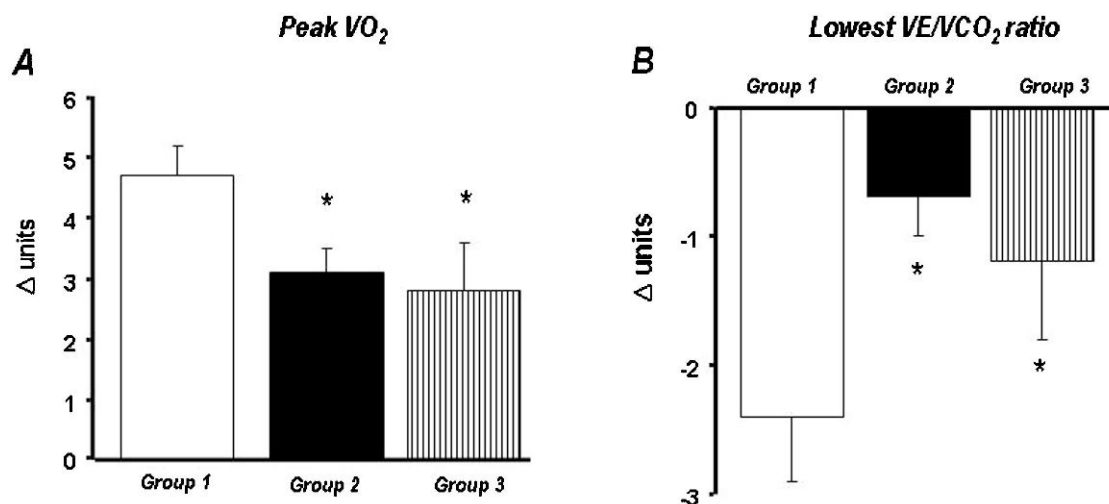 Peak VO₂
A
6
5
4
3
2
1
0
Δ units
*
*
Group 1
Group 2
Group 3
Lowest VE/VCO₂ ratio
B
Group 1
Group 2
Group 3
0
-1
-2
-3
Δ units
*
*